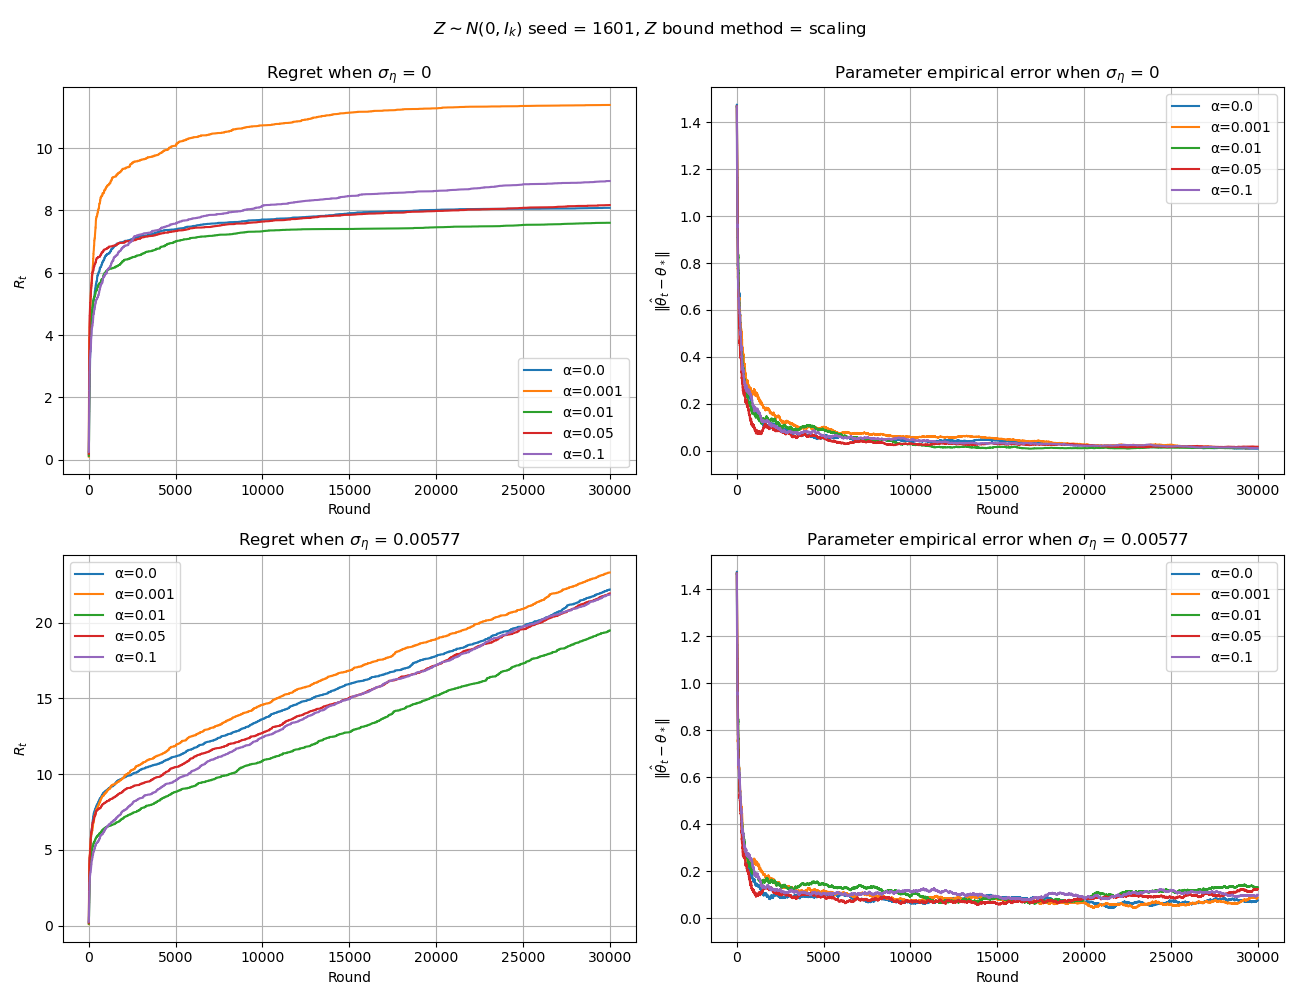 Z ~ N(0, I_k) seed = 1601, Z bound method = scaling
Regret when σ_η = 0
R_t
10
8
6
4
2
0
0 5000 10000 15000 20000 25000 30000
Round
α=0.0
α=0.001
α=0.01
α=0.05
α=0.1
Parameter empirical error when σ_η = 0
‖θ̂_t − θ_*‖
1.4
1.2
1.0
0.8
0.6
0.4
0.2
0.0
0 5000 10000 15000 20000 25000 30000
Round
α=0.0
α=0.001
α=0.01
α=0.05
α=0.1
Regret when σ_η = 0.00577
R_t
20
15
10
5
0
0 5000 10000 15000 20000 25000 30000
Round
α=0.0
α=0.001
α=0.01
α=0.05
α=0.1
Parameter empirical error when σ_η = 0.00577
‖θ̂_t − θ_*‖
1.4
1.2
1.0
0.8
0.6
0.4
0.2
0.0
0 5000 10000 15000 20000 25000 30000
Round
α=0.0
α=0.001
α=0.01
α=0.05
α=0.1